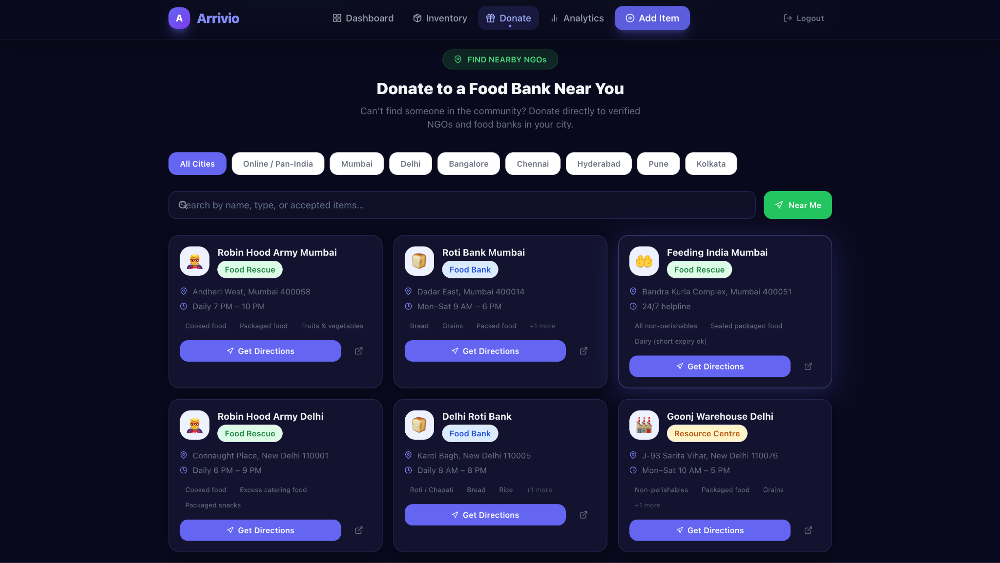 A Arrivio Dashboard Inventory Donate Analytics Add Item Logout
FIND NEARBY NGOs
Donate to a Food Bank Near You
Can't find someone in the community? Donate directly to verified
NGOs and food banks in your city.
All Cities Online / Pan-India Mumbai Delhi Bangalore Chennai Hyderabad Pune Kolkata
Search by name, type, or accepted items...
Near Me
Robin Hood Army Mumbai
Food Rescue
Andheri West, Mumbai 400058
Daily 7 PM – 10 PM
Cooked food Packaged food Fruits & vegetables
Get Directions
Roti Bank Mumbai
Food Bank
Dadar East, Mumbai 400014
Mon–Sat 9 AM – 6 PM
Bread Grains Packed food +1 more
Get Directions
Feeding India Mumbai
Food Rescue
Bandra Kurla Complex, Mumbai 400051
24/7 helpline
All non-perishables Sealed packaged food
Dairy (short expiry ok)
Get Directions
Robin Hood Army Delhi
Food Rescue
Connaught Place, New Delhi 110001
Daily 6 PM – 9 PM
Cooked food Excess catering food
Packaged snacks
Get Directions
Delhi Roti Bank
Food Bank
Karol Bagh, New Delhi 110005
Daily 8 AM – 8 PM
Roti / Chapati Bread Rice +1 more
Get Directions
Goonj Warehouse Delhi
Resource Centre
J-93 Sarita Vihar, New Delhi 110076
Mon–Sat 10 AM – 5 PM
Non-perishables Packaged food Grains
+1 more
Get Directions